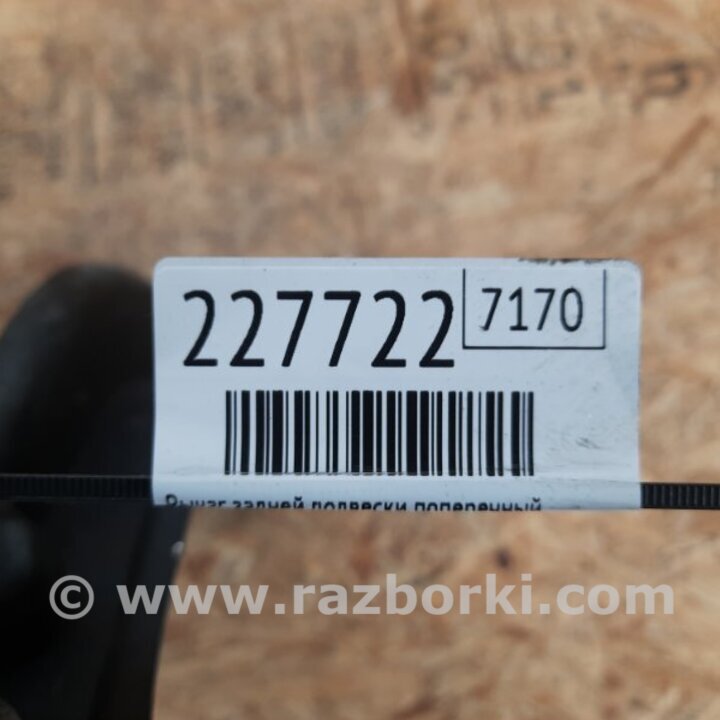 227722
7170
Рычаг задней подвески поперечный
© www.razborki.com